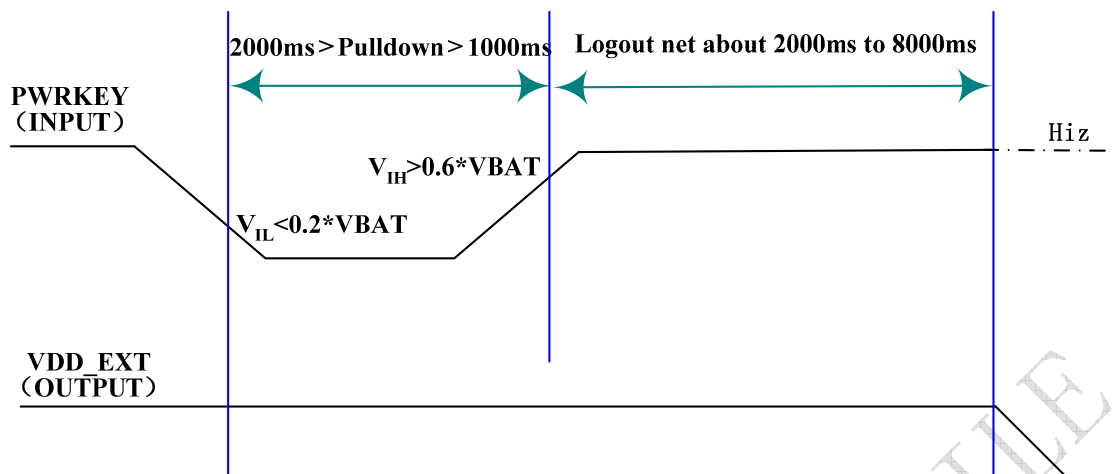 2000ms>Pulldown>1000ms
Logout net about 2000ms to 8000ms
PWRKEY
（INPUT）
Hiz
VIH>0.6*VBAT
VIL<0.2*VBAT
VDD_EXT
（OUTPUT）